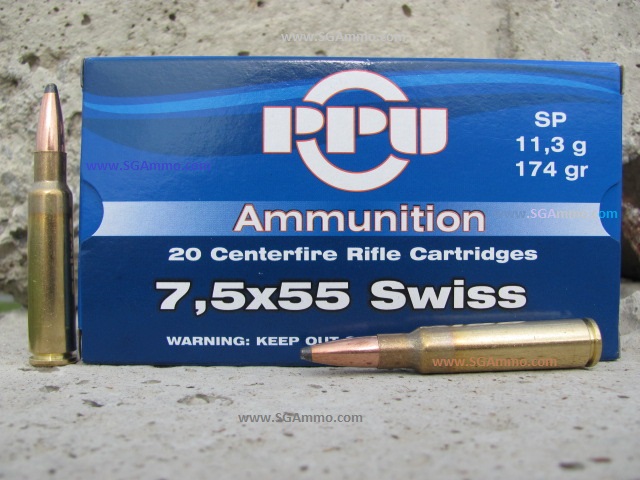 www.SGAmmo.com
PPU
SP
11,3 g
174 gr
www.SGAmmo.com
Ammunition
www.SGAmmo.com
20 Centerfire Rifle Cartridges
7,5x55 Swiss
WARNING: KEEP OUT
www.SGAmmo.com
www.SGAmmo.com